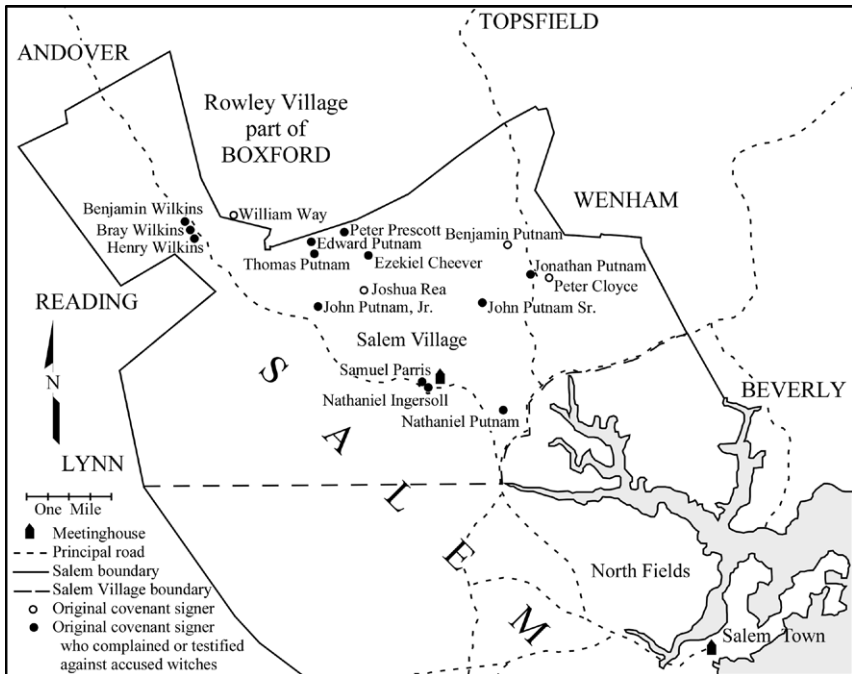 TOPSFIELD
ANDOVER
Rowley Village
part of
BOXFORD
WENHAM
Benjamin Wilkins
William Way
Bray Wilkins
Peter Prescott
Benjamin Putnam
Henry Wilkins
Edward Putnam
Thomas Putnam
Ezekiel Cheever
Jonathan Putnam
Peter Cloyce
READING
Joshua Rea
John Putnam, Jr.
John Putnam Sr.
Salem Village
N
Samuel Parris
Nathaniel Ingersoll
Nathaniel Putnam
BEVERLY
LYNN
S A L E M
One Mile
Meetinghouse
Principal road
Salem boundary
Salem Village boundary
Original covenant signer
Original covenant signer
who complained or testified
against accused witches
North Fields
Salem Town